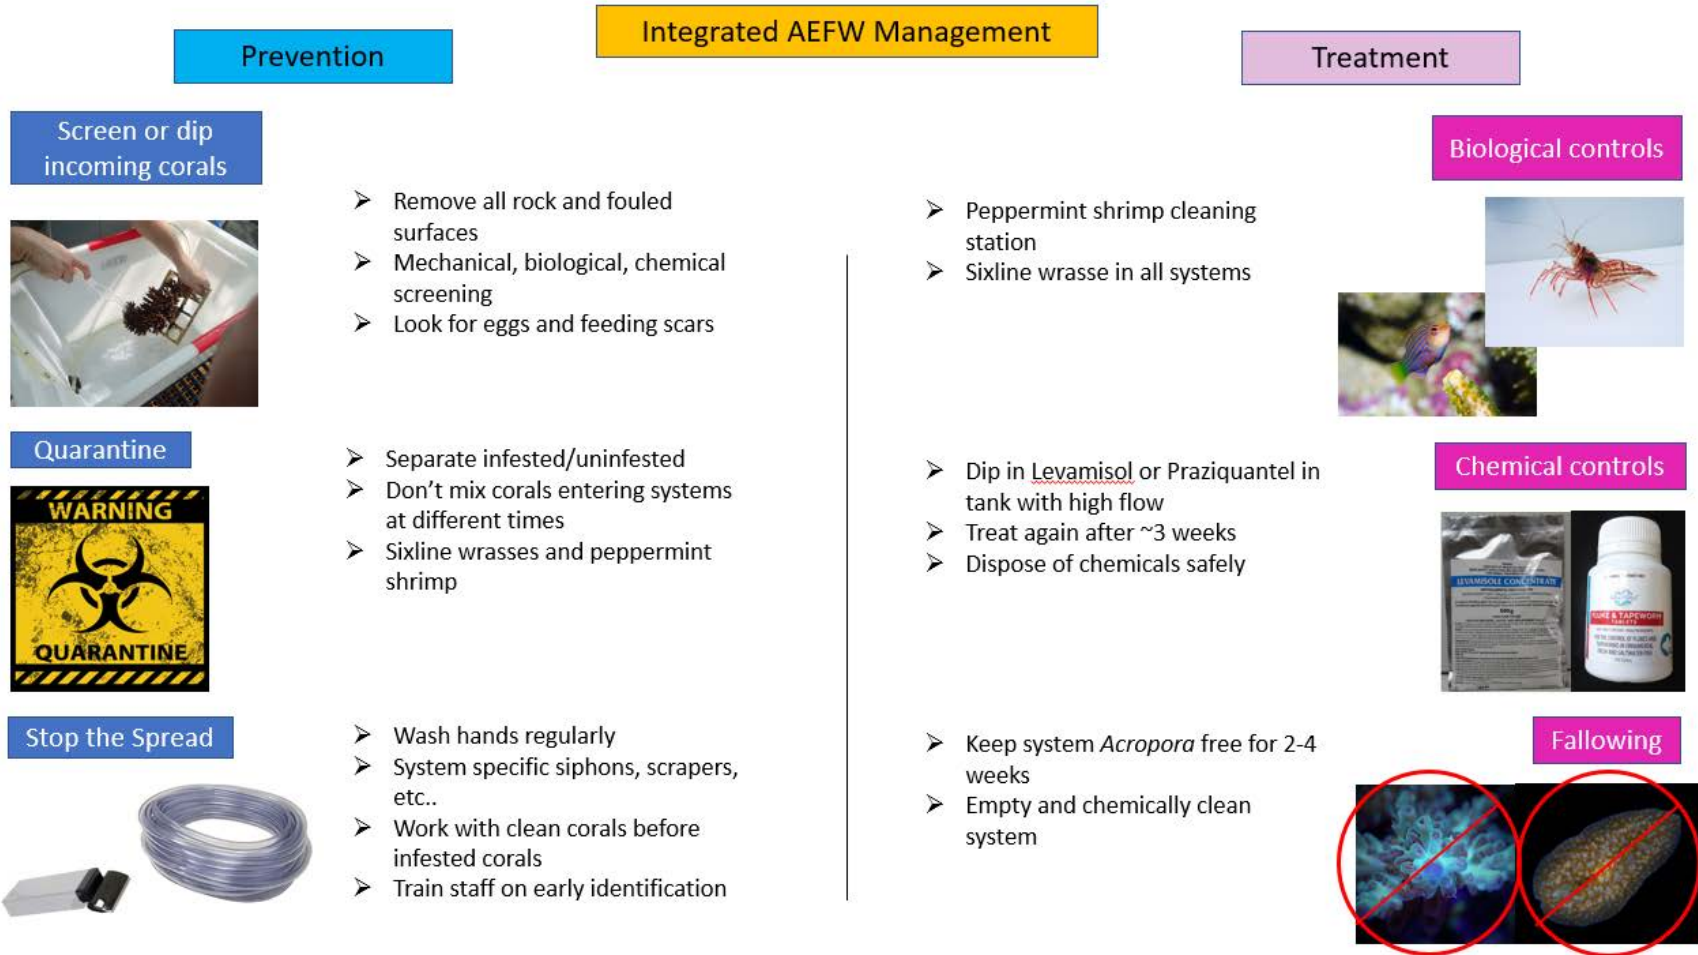 Integrated AEFW Management
Prevention
Treatment
Screen or dip
incoming corals
➢ Remove all rock and fouled
surfaces
➢ Mechanical, biological, chemical
screening
➢ Look for eggs and feeding scars
Quarantine
WARNING
QUARANTINE
➢ Separate infested/uninfested
➢ Don’t mix corals entering systems
at different times
➢ Sixline wrasses and peppermint
shrimp
Stop the Spread
➢ Wash hands regularly
➢ System specific siphons, scrapers,
etc..
➢ Work with clean corals before
infested corals
➢ Train staff on early identification
Biological controls
➢ Peppermint shrimp cleaning
station
➢ Sixline wrasse in all systems
Chemical controls
➢ Dip in Levamisol or Praziquantel in
tank with high flow
➢ Treat again after ~3 weeks
➢ Dispose of chemicals safely
LEVAMISOLE CONCENTRATE
FLUKE & TAPEWORM
TABLETS
Fallowing
➢ Keep system Acropora free for 2-4
weeks
➢ Empty and chemically clean
system